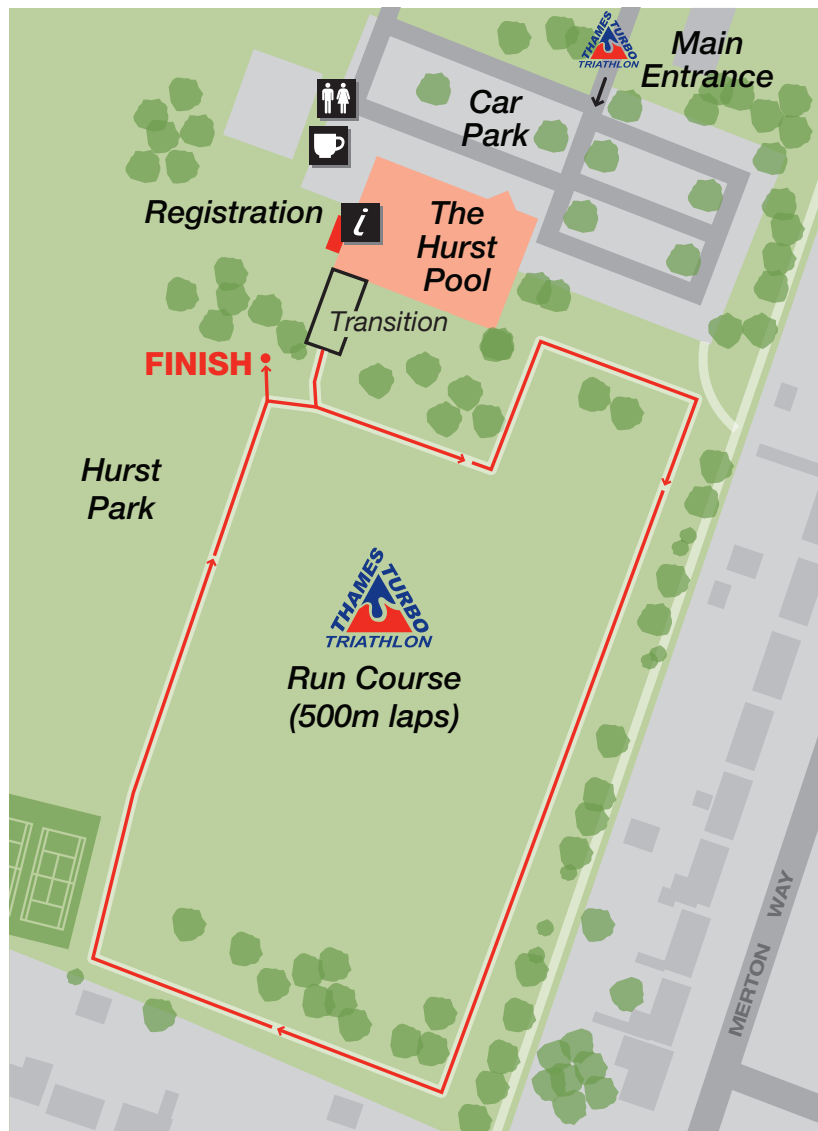 THAMES TURBO
TRIATHLON
Main
Entrance
Car
Park
Registration
i
The
Hurst
Pool
Transition
FINISH
Hurst
Park
THAMES TURBO
TRIATHLON
Run Course
(500m laps)
MERTON WAY